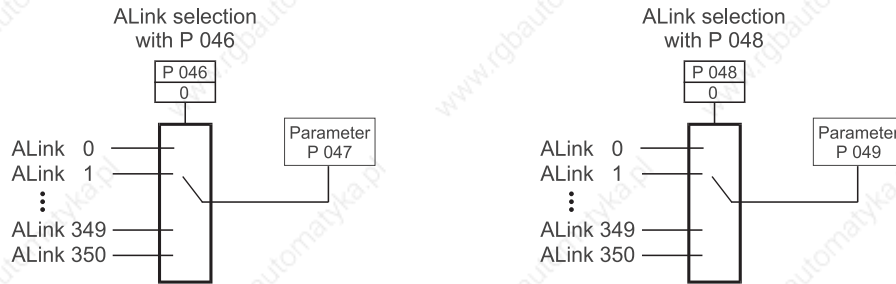 ALink selection
with P 046
P 046
0
ALink 0
ALink 1
ALink 349
ALink 350
Parameter
P 047
ALink selection
with P 048
P 048
0
ALink 0
ALink 1
ALink 349
ALink 350
Parameter
P 049